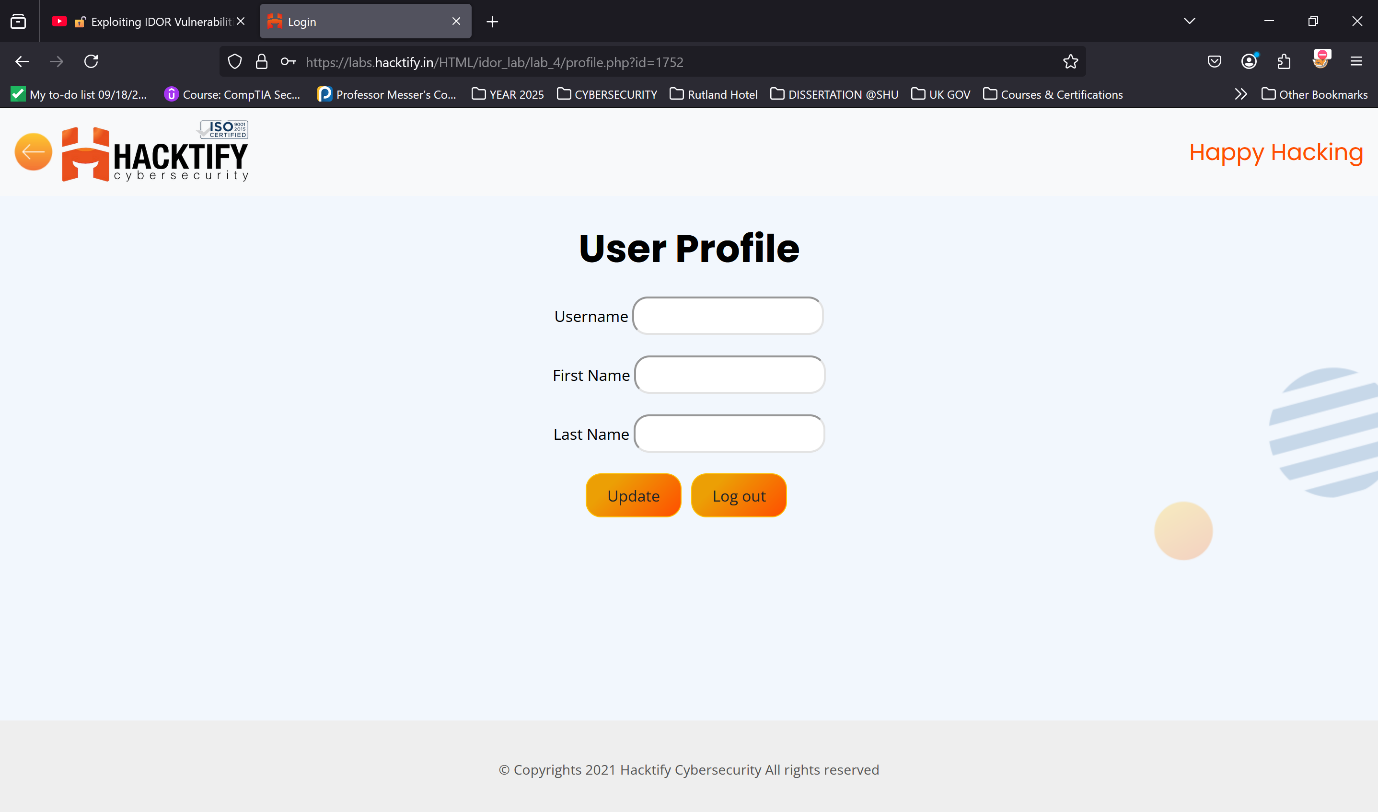 Exploiting IDOR Vulnerabilit
Login
https://labs.hacktify.in/HTML/idor_lab/lab_4/profile.php?id=1752
My to-do list 09/18/2... Course: CompTIA Sec... Professor Messer's Co... YEAR 2025 CYBERSECURITY Rutland Hotel DISSERTATION @SHU UK GOV Courses & Certifications Other Bookmarks
ISO 9001 2015
CERTIFIED
HACKTIFY
cybersecurity
Happy Hacking
User Profile
Username
First Name
Last Name
Update Log out
© Copyrights 2021 Hacktify Cybersecurity All rights reserved